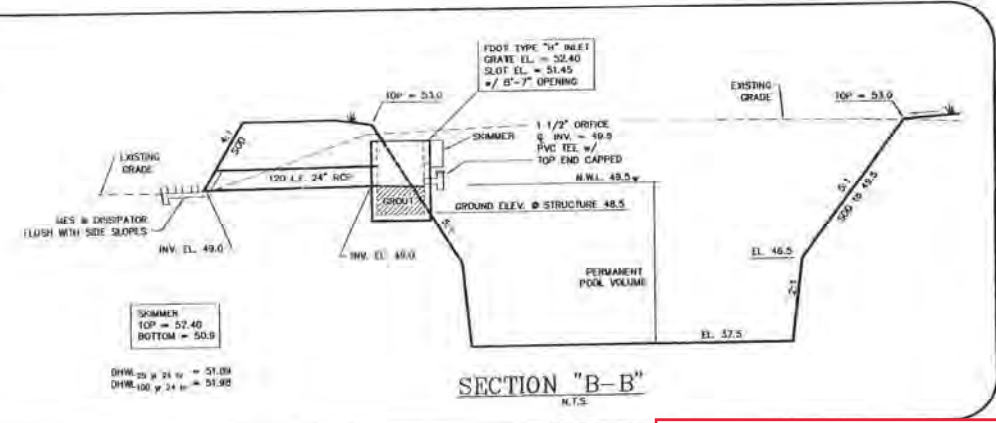 FDOT TYPE "H" INLET
GRATE EL. = 52.40
SLOT EL. = 51.45
w/ 8'-7" OPENING
TOP = 53.0
EXISTING
GRADE
TOP = 53.0
4:1
SOD
SKIMMER
1 1/2" ORIFICE
INV. = 49.5
PVC TEE w/
TOP END CAPPED
EXISTING
GRADE
120 L.F. 24" RCP
N.W.L. 49.5
GROUT
GROUND ELEV. @ STRUCTURE 48.5
5:1
5:1
SOD to 49.5
MES & DISSIPATOR
FLUSH WITH SIDE SLOPES
INV. EL. 49.0
INV. EL. 49.0
EL. 46.5
PERMANENT
POOL VOLUME
2:1
SKIMMER
TOP = 52.40
BOTTOM = 50.9
EL. 37.5
DHWL 25 yr 24 hr = 51.09
DHWL 100 yr 24 hr = 51.98
SECTION "B-B"
N.T.S.